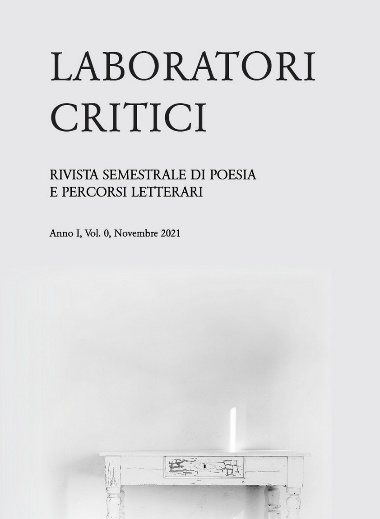 LABORATORI
CRITICI
RIVISTA SEMESTRALE DI POESIA
E PERCORSI LETTERARI
Anno I, Vol. 0, Novembre 2021